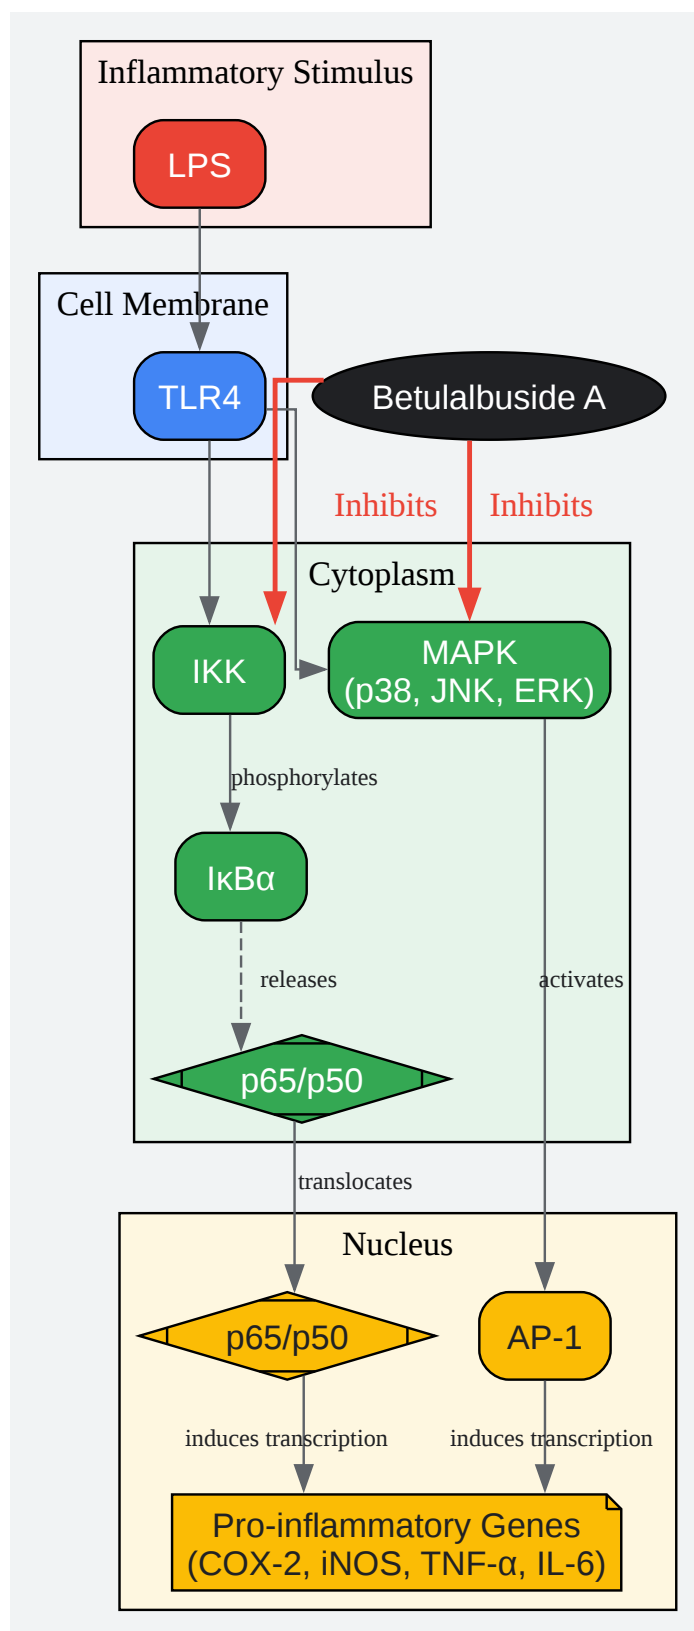 Inflammatory Stimulus
LPS
Cell Membrane
TLR4
Betulalbuside A
Inhibits
Inhibits
Cytoplasm
IKK
MAPK
(p38, JNK, ERK)
phosphorylates
IκBα
releases
activates
p65/p50
translocates
Nucleus
p65/p50
AP-1
induces transcription
induces transcription
Pro-inflammatory Genes
(COX-2, iNOS, TNF-α, IL-6)